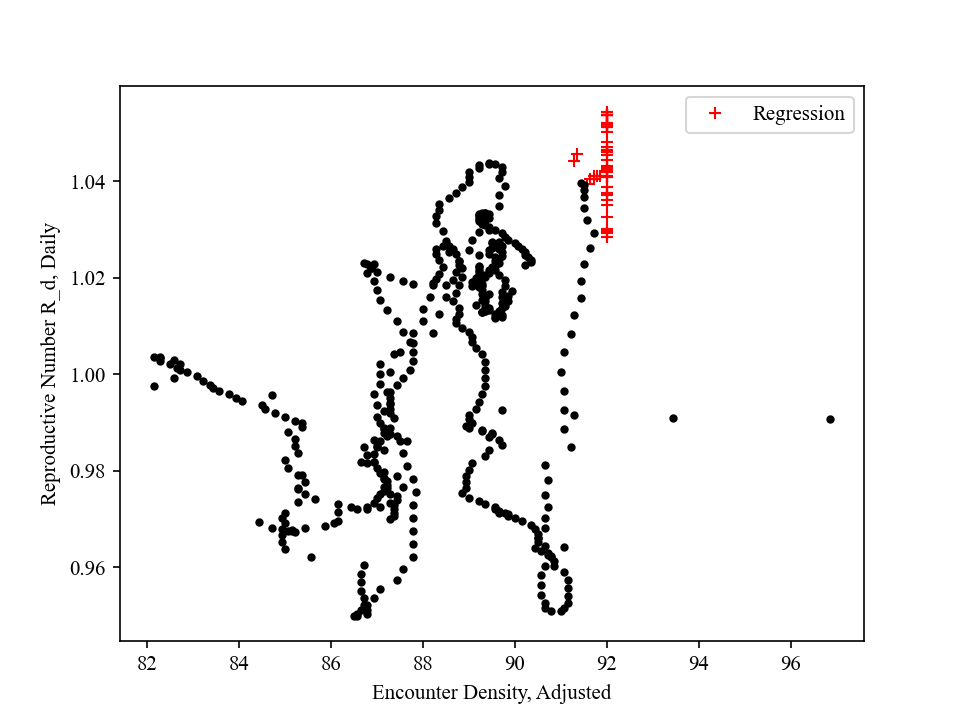 Regression
1.04
1.02
1.00
0.98
0.96
Reproductive Number R_d, Daily
82 84 86 88 90 92 94 96
Encounter Density, Adjusted